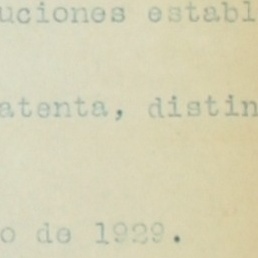 uciones establ
atenta, distin
o de 1929.